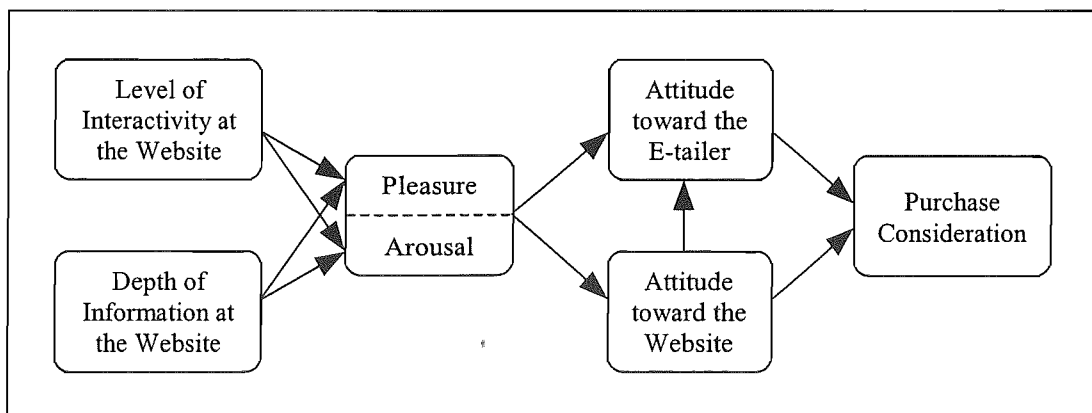 Level of
Interactivity at
the Website
Depth of
Information at
the Website
Pleasure
Arousal
Attitude
toward the
E-tailer
Attitude
toward the
Website
Purchase
Consideration